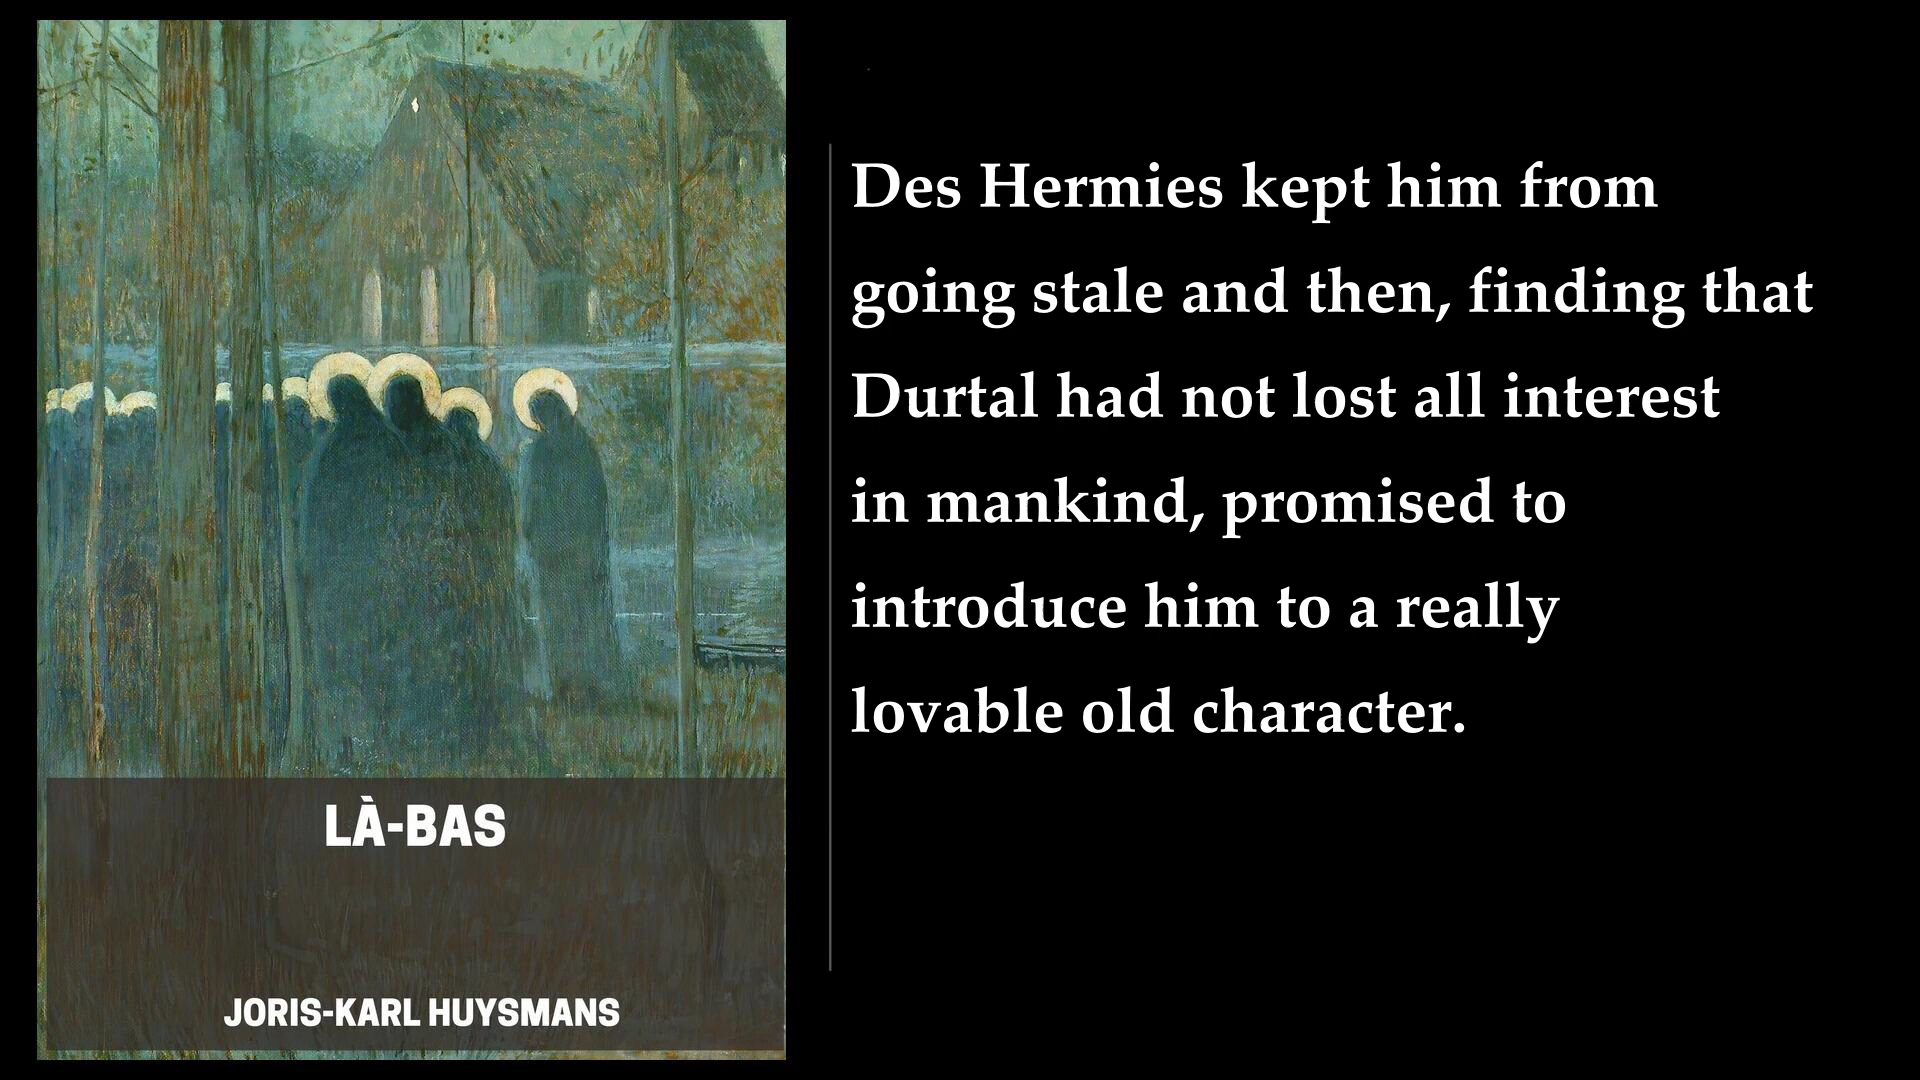 LÀ-BAS
JORIS-KARL HUYSMANS
Des Hermies kept him from
going stale and then, finding that
Durtal had not lost all interest
in mankind, promised to
introduce him to a really
lovable old character.